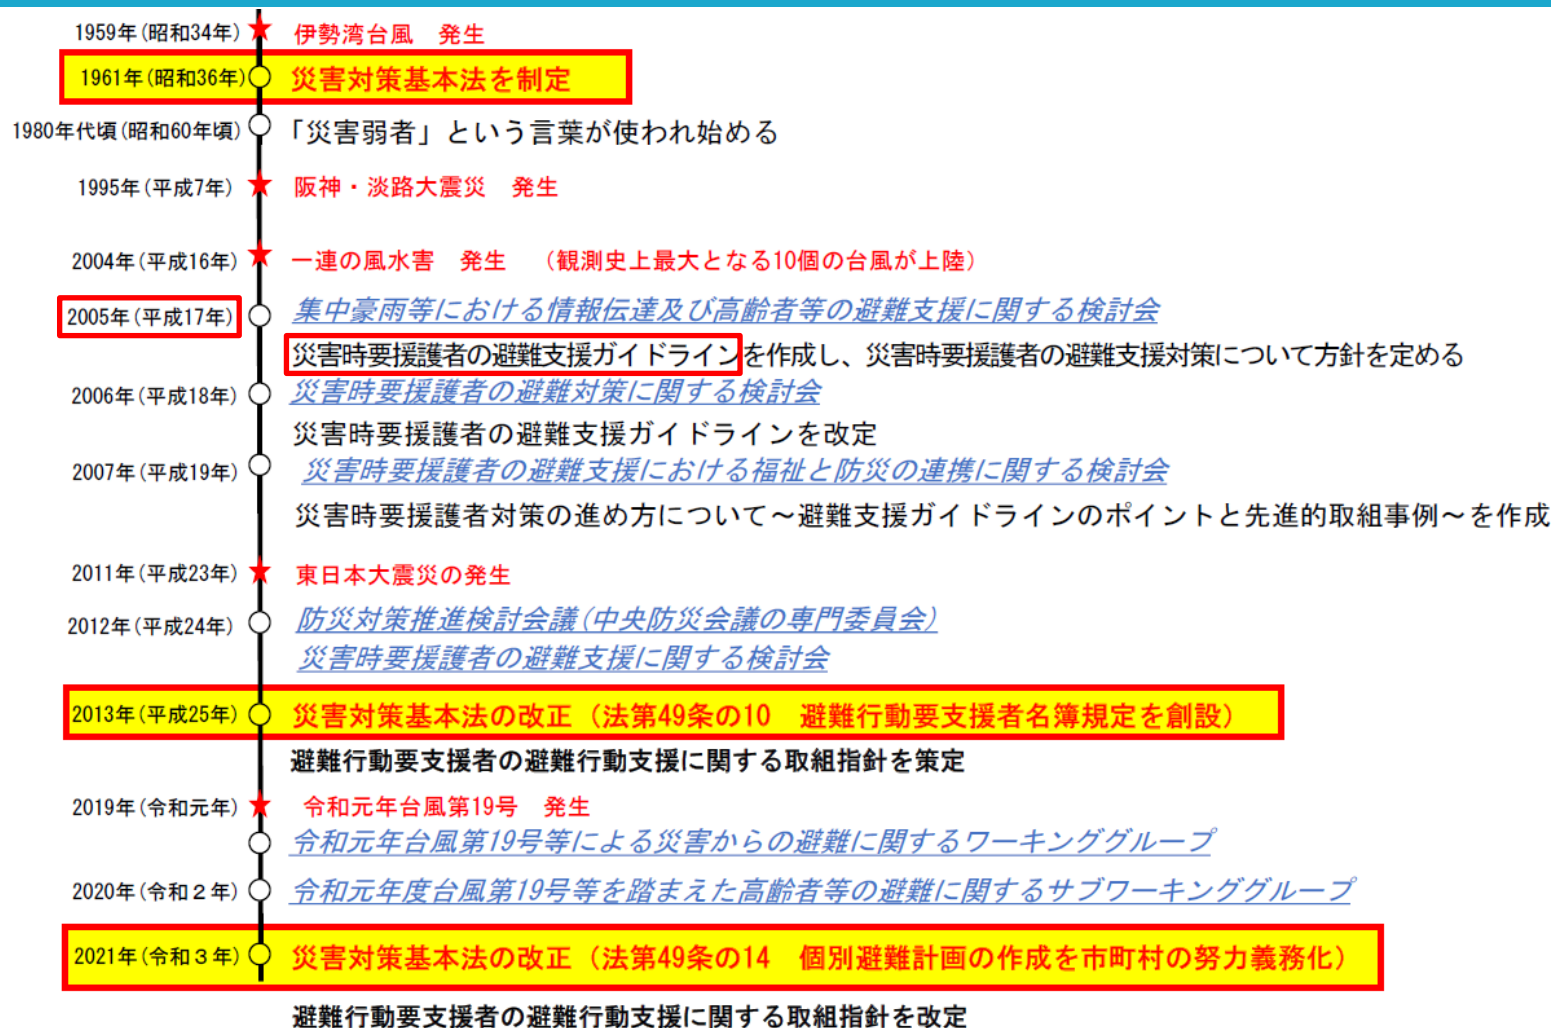 1959年(昭和34年) ★ 伊勢湾台風　発生
1961年(昭和36年) 災害対策基本法を制定
1980年代頃(昭和60年頃) 「災害弱者」という言葉が使われ始める
1995年(平成7年) ★ 阪神・淡路大震災　発生
2004年(平成16年) ★ 一連の風水害　発生　（観測史上最大となる10個の台風が上陸）
2005年(平成17年) 集中豪雨等における情報伝達及び高齢者等の避難支援に関する検討会
災害時要援護者の避難支援ガイドラインを作成し、災害時要援護者の避難支援対策について方針を定める
2006年(平成18年) 災害時要援護者の避難対策に関する検討会
災害時要援護者の避難支援ガイドラインを改定
2007年(平成19年) 災害時要援護者の避難支援における福祉と防災の連携に関する検討会
災害時要援護者対策の進め方について～避難支援ガイドラインのポイントと先進的取組事例～を作成
2011年(平成23年) ★ 東日本大震災の発生
2012年(平成24年) 防災対策推進検討会議(中央防災会議の専門委員会)
災害時要援護者の避難支援に関する検討会
2013年(平成25年) 災害対策基本法の改正（法第49条の10　避難行動要支援者名簿規定を創設）
避難行動要支援者の避難行動支援に関する取組指針を策定
2019年(令和元年) ★ 令和元年台風第19号　発生
令和元年台風第19号等による災害からの避難に関するワーキンググループ
2020年(令和２年) 令和元年度台風第19号等を踏まえた高齢者等の避難に関するサブワーキンググループ
2021年(令和３年) 災害対策基本法の改正（法第49条の14　個別避難計画の作成を市町村の努力義務化）
避難行動要支援者の避難行動支援に関する取組指針を改定